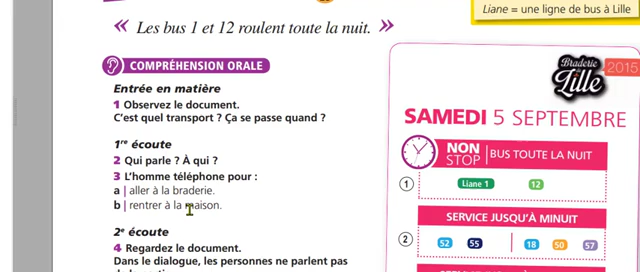 Liane = une ligne de bus à Lille
« Les bus 1 et 12 roulent toute la nuit. »
COMPRÉHENSION ORALE
Entrée en matière
1 Observez le document.
C'est quel transport ? Ça se passe quand ?
1re écoute
2 Qui parle ? À qui ?
3 L'homme téléphone pour :
a | aller à la braderie.
b | rentrer à la maison.
2e écoute
4 Regardez le document.
Dans le dialogue, les personnes ne parlent pas
Braderie
Lille
2015
SAMEDI 5 SEPTEMBRE
NON STOP | BUS TOUTE LA NUIT
1 Liane 1 12
SERVICE JUSQU'À MINUIT
2 52 55 18 50 57